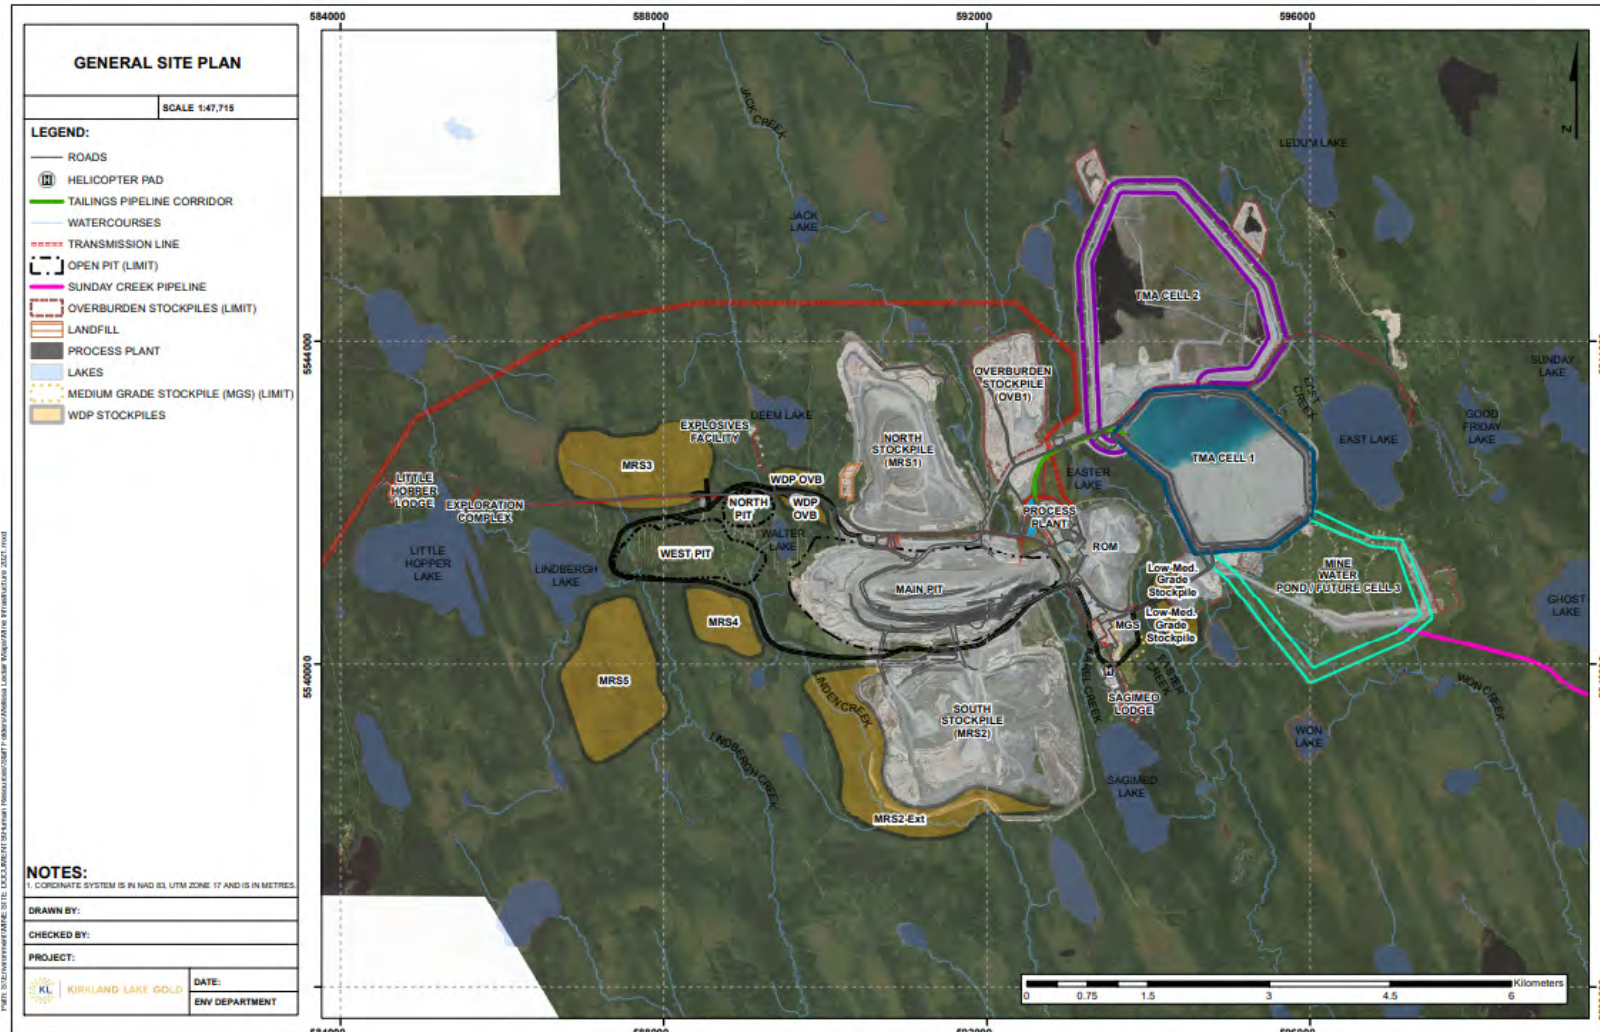 GENERAL SITE PLAN
SCALE 1:47,715
LEGEND:
ROADS
H HELICOPTER PAD
TAILINGS PIPELINE CORRIDOR
WATERCOURSES
TRANSMISSION LINE
OPEN PIT (LIMIT)
SUNDAY CREEK PIPELINE
OVERBURDEN STOCKPILES (LIMIT)
LANDFILL
PROCESS PLANT
LAKES
MEDIUM GRADE STOCKPILE (MGS) (LIMIT)
WDP STOCKPILES
NOTES:
1. CORDINATE SYSTEM IS IN NAD 83, UTM ZONE 17 AND IS IN METRES.
DRAWN BY:
CHECKED BY:
PROJECT:
KL KIRKLAND LAKE GOLD
DATE:
ENV DEPARTMENT
584000
588000
592000
596000
5544000
5540000
N
JACK CREEK
LEDUM LAKE
JACK
LAKE
TMA CELL 2
SUNDAY
LAKE
OVERBURDEN
STOCKPILE
(OVB1)
EAST
CREEK
DEEM LAKE
EXPLOSIVES
FACILITY
NORTH
STOCKPILE
(MRS1)
EAST LAKE
GOOD
FRIDAY
LAKE
MRS3
TMA CELL 1
EASTER
LAKE
WDP OVB
LITTLE
HOPPER
LODGE
EXPLORATION
COMPLEX
NORTH
PIT
WDP
OVB
PROCESS
PLANT
WALTER
LAKE
WEST PIT
ROM
LITTLE
HOPPER
LAKE
LINDBERGH
LAKE
MAIN PIT
Low-Med.
Grade
Stockpile
MINE
WATER
POND / FUTURE CELL 3
GHOST
LAKE
MRS4
MGS
Low-Med.
Grade
Stockpile
H
MRS5
LINDEN CREEK
EASTER
CREEK
WON CREEK
SAGIMEO
LODGE
SOUTH
STOCKPILE
(MRS2)
WON
LAKE
LINDBERGH CREEK
SAGIMEO
LAKE
MRS2-Ext
Kilometers
0 0.75 1.5 3 4.5 6
584000
588000
592000
596000